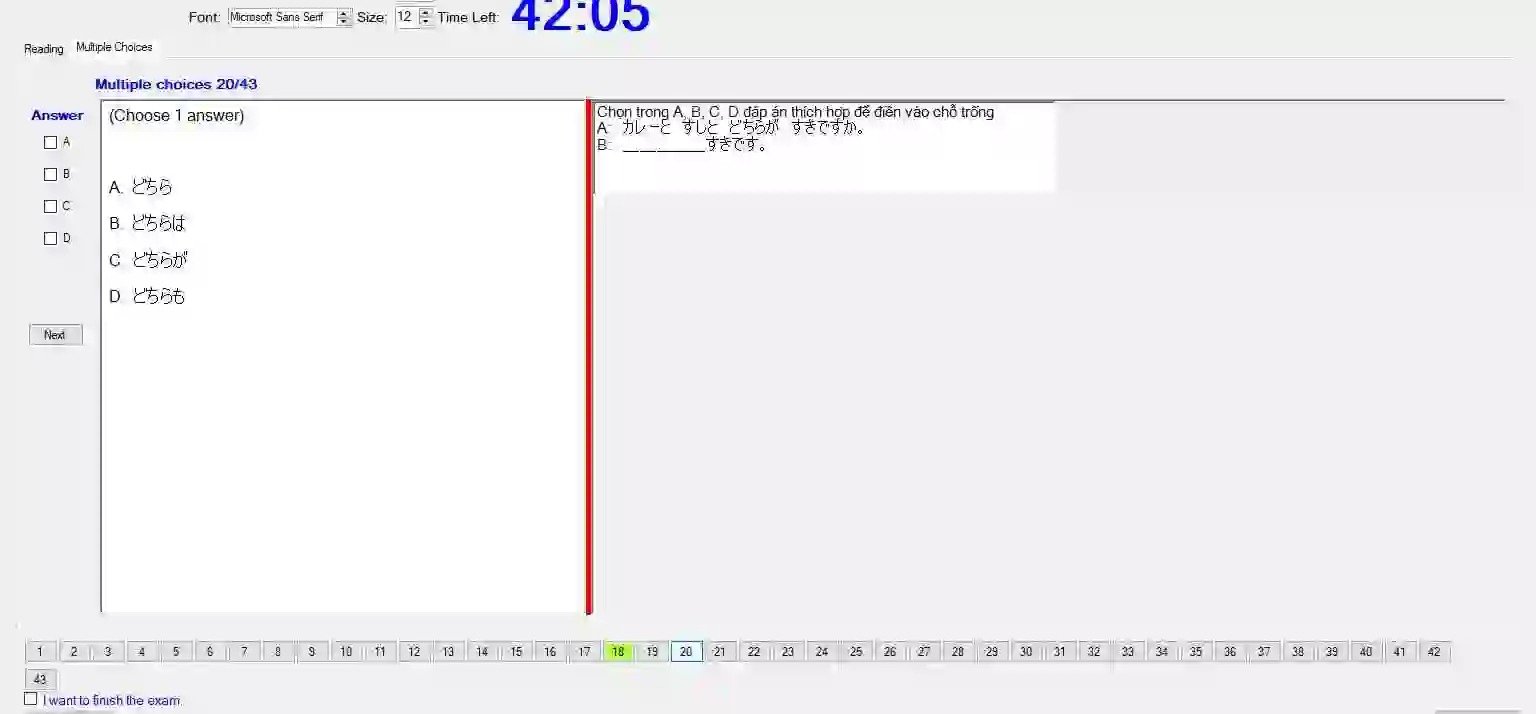 Font: Microsoft Sans Serif Size: 12 Time Left: 42:05
Reading Multiple Choices
Multiple choices 20/43
Answer
A
B
C
D
Next
(Choose 1 answer)
A. どちら
B. どちらは
C どちらが
D どちらも
Chọn trong A, B, C, D đáp án thích hợp để điền vào chỗ trống
A: カレーと すしと どちらが すきですか。
B: __________すきです。
1 2 3 4 5 6 7 8 9 10 11 12 13 14 15 16 17 18 19 20 21 22 23 24 25 26 27 28 29 30 31 32 33 34 35 36 37 38 39 40 41 42
43
I want to finish the exam.